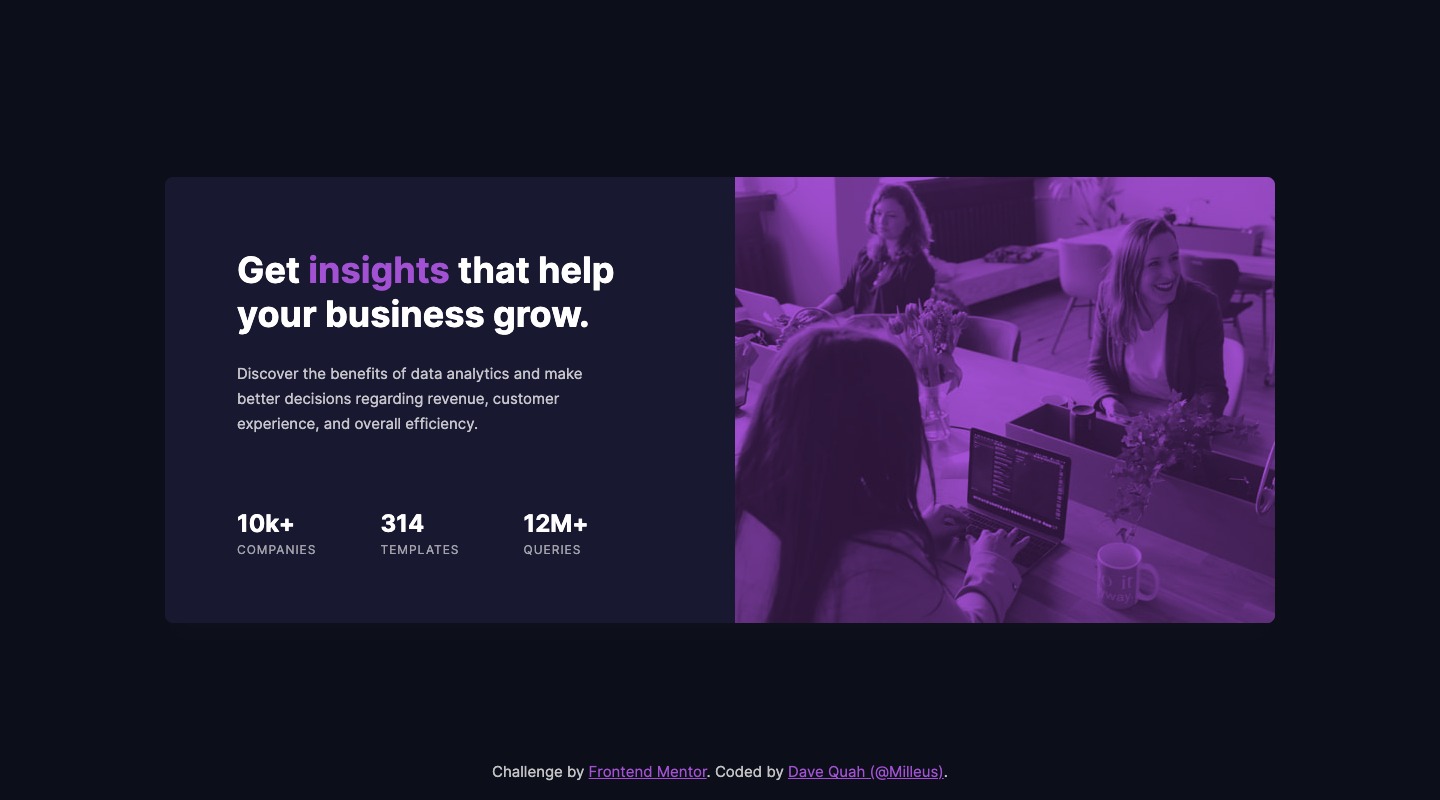 Get insights that help
your business grow.
Discover the benefits of data analytics and make
better decisions regarding revenue, customer
experience, and overall efficiency.
10k+ 314 12M+
COMPANIES TEMPLATES QUERIES
Challenge by Frontend Mentor. Coded by Dave Quah (@Milleus).